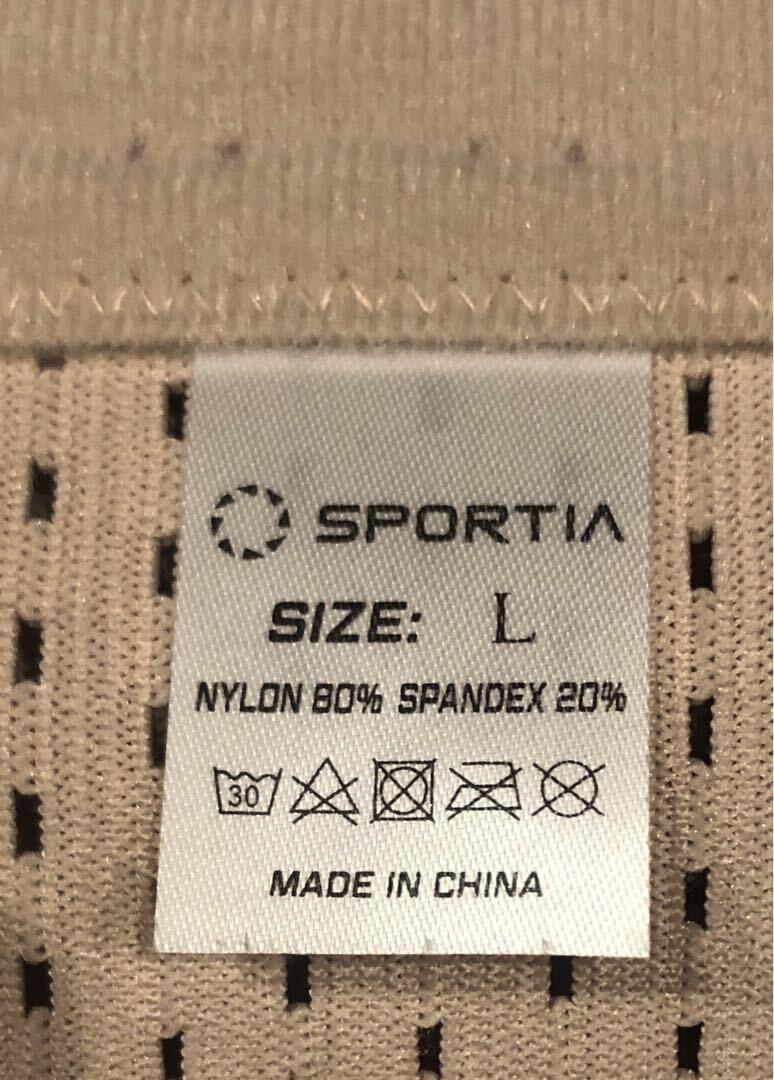 SPORTIA
SIZE: L
NYLON 80% SPANDEX 20%
30
MADE IN CHINA